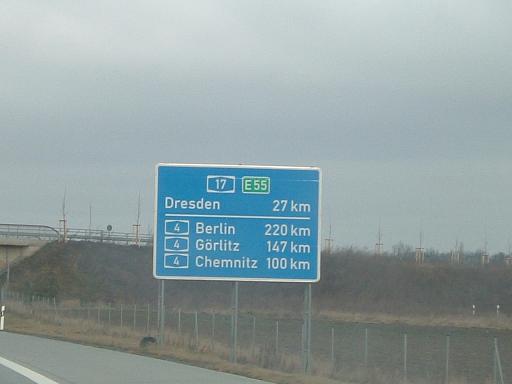 17 E55
Dresden 27 km
4 Berlin 220 km
4 Görlitz 147 km
4 Chemnitz 100 km